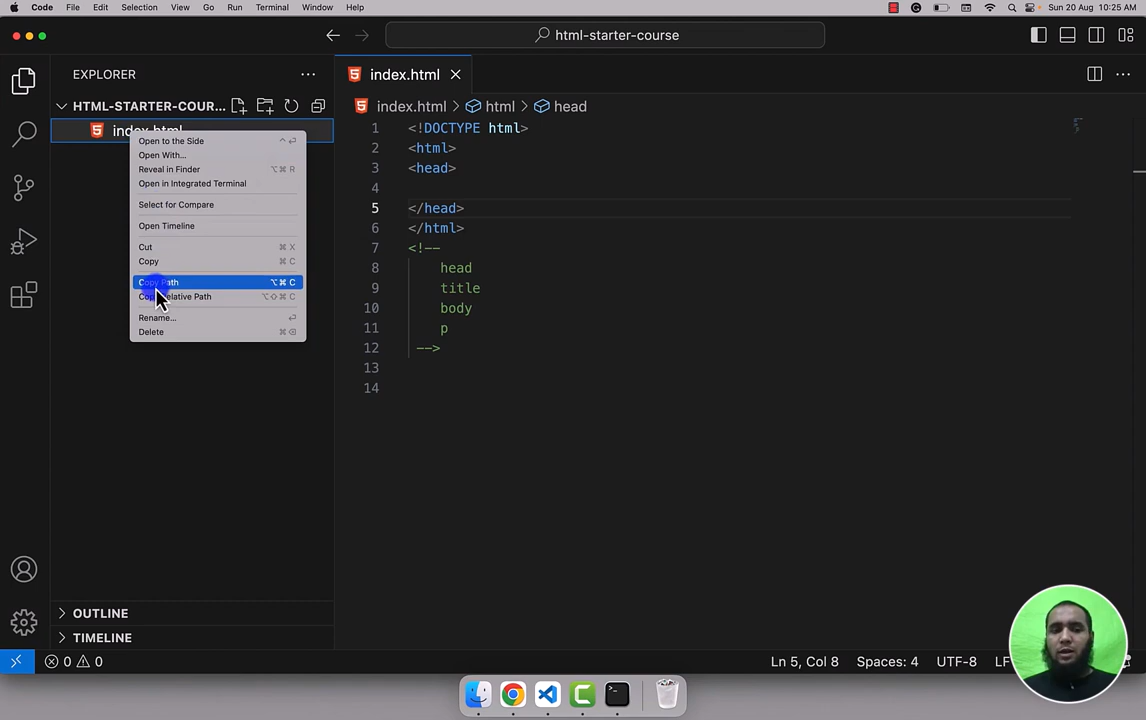 Code File Edit Selection View Go Run Terminal Window Help Sun 20 Aug 10:25 AM
html-starter-course
EXPLORER
HTML-STARTER-COUR...
index.html
Open to the Side
Open With...
Reveal in Finder ⌥⌘ R
Open in Integrated Terminal
Select for Compare
Open Timeline
Cut ⌘ X
Copy ⌘ C
Copy Path ⌥⌘ C
Relative Path ⌥⇧⌘ C
Rename...
Delete ⌘⌫
OUTLINE
TIMELINE
index.html
index.html > html > head
1 <!DOCTYPE html>
2 <html>
3 <head>
4
5 </head>
6 </html>
7 <!--
8 head
9 title
10 body
11 p
12 -->
13
14
0 0 Ln 5, Col 8 Spaces: 4 UTF-8 LF